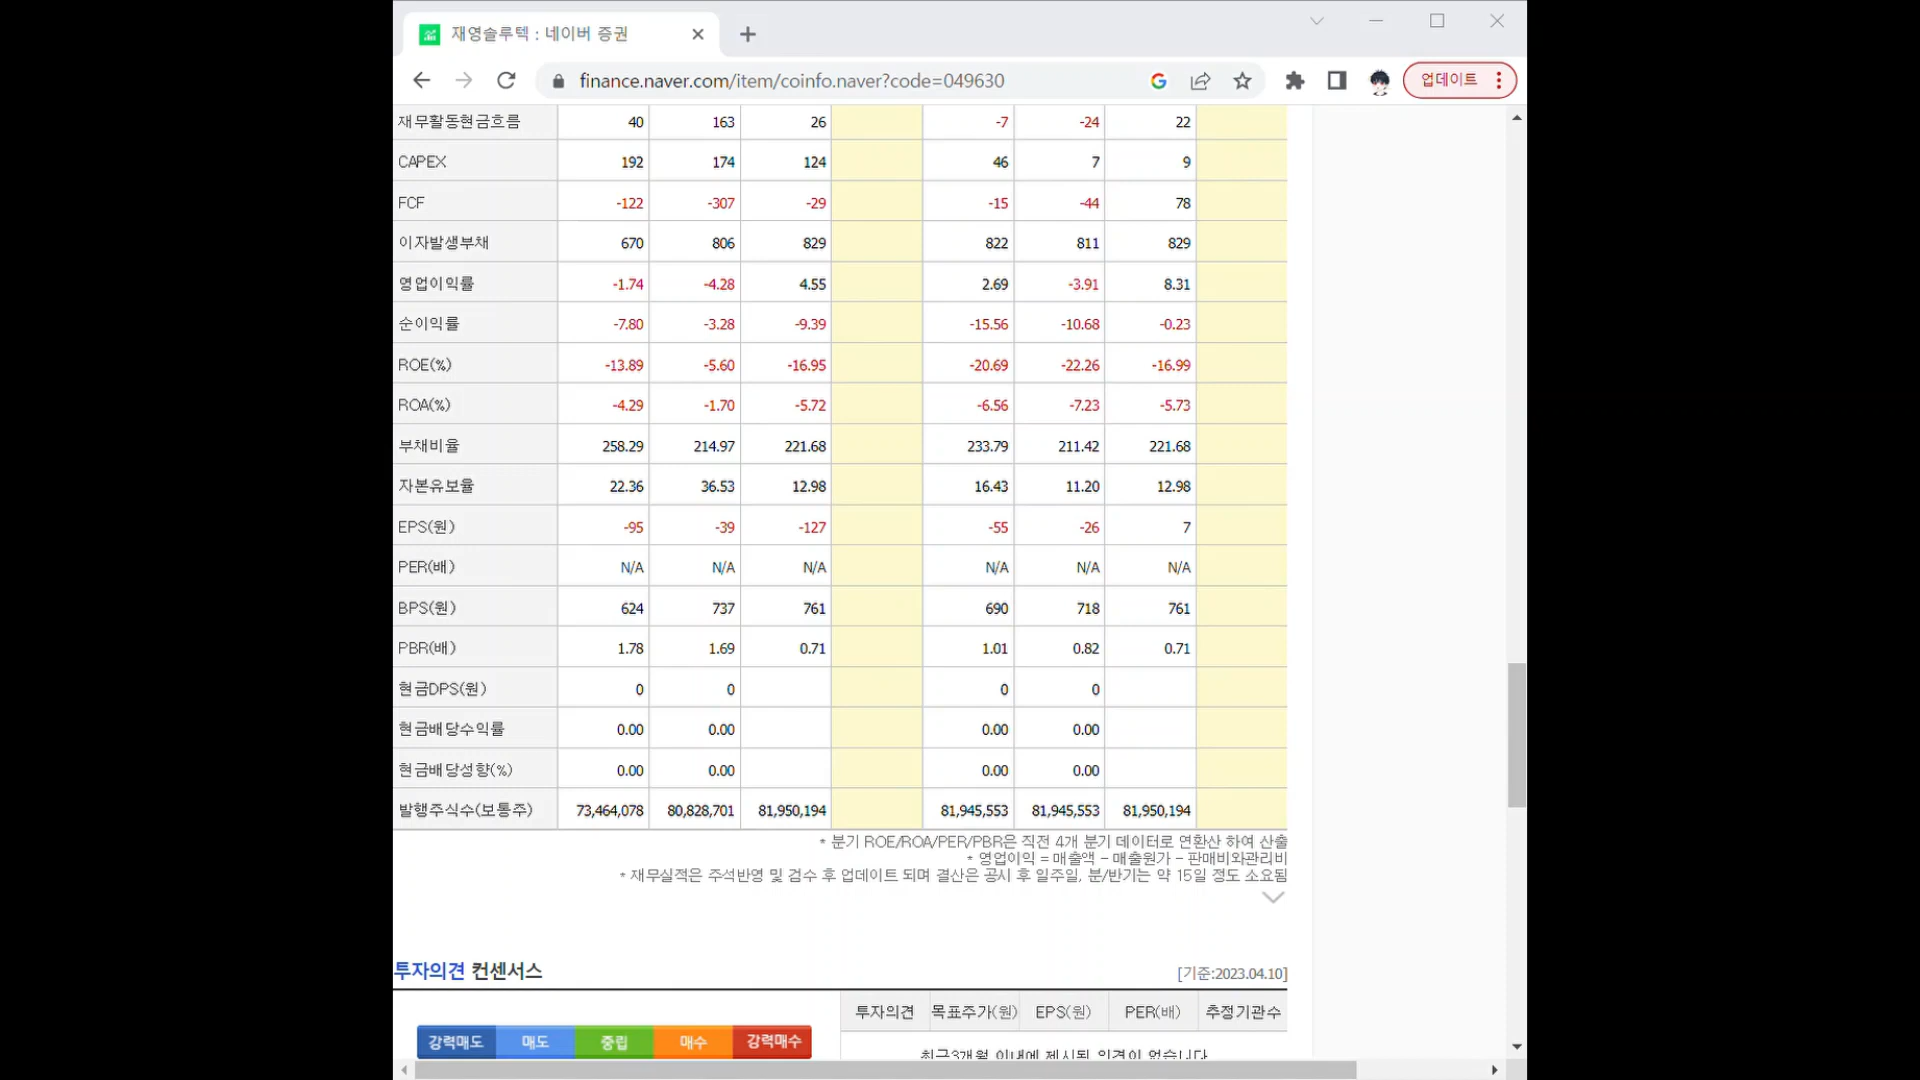 재영솔루텍 : 네이버 증권
finance.naver.com/item/coinfo.naver?code=049630
업데이트
재무활동현금흐름 40 163 26 -7 -24 22
CAPEX 192 174 124 46 7 9
FCF -122 -307 -29 -15 -44 78
이자발생부채 670 806 829 822 811 829
영업이익률 -1.74 -4.28 4.55 2.69 -3.91 8.31
순이익률 -7.80 -3.28 -9.39 -15.56 -10.68 -0.23
ROE(%) -13.89 -5.60 -16.95 -20.69 -22.26 -16.99
ROA(%) -4.29 -1.70 -5.72 -6.56 -7.23 -5.73
부채비율 258.29 214.97 221.68 233.79 211.42 221.68
자본유보율 22.36 36.53 12.98 16.43 11.20 12.98
EPS(원) -95 -39 -127 -55 -26 7
PER(배) N/A N/A N/A N/A N/A N/A
BPS(원) 624 737 761 690 718 761
PBR(배) 1.78 1.69 0.71 1.01 0.82 0.71
현금DPS(원) 0 0 0 0
현금배당수익률 0.00 0.00 0.00 0.00
현금배당성향(%) 0.00 0.00 0.00 0.00
발행주식수(보통주) 73,464,078 80,828,701 81,950,194 81,945,553 81,945,553 81,950,194
* 분기 ROE/ROA/PER/PBR은 직전 4개 분기 데이터로 연환산 하여 산출
* 영업이익 = 매출액 - 매출원가 - 판매비와관리비
* 재무실적은 주석반영 및 검수 후 업데이트 되며 결산은 공시 후 일주일, 분/반기는 약 15일 정도 소요됨
투자의견 컨센서스 [기준:2023.04.10]
투자의견 목표주가(원) EPS(원) PER(배) 추정기관수
강력매도 매도 중립 매수 강력매수
최근3개월 이내에 제시된 의견이 없습니다